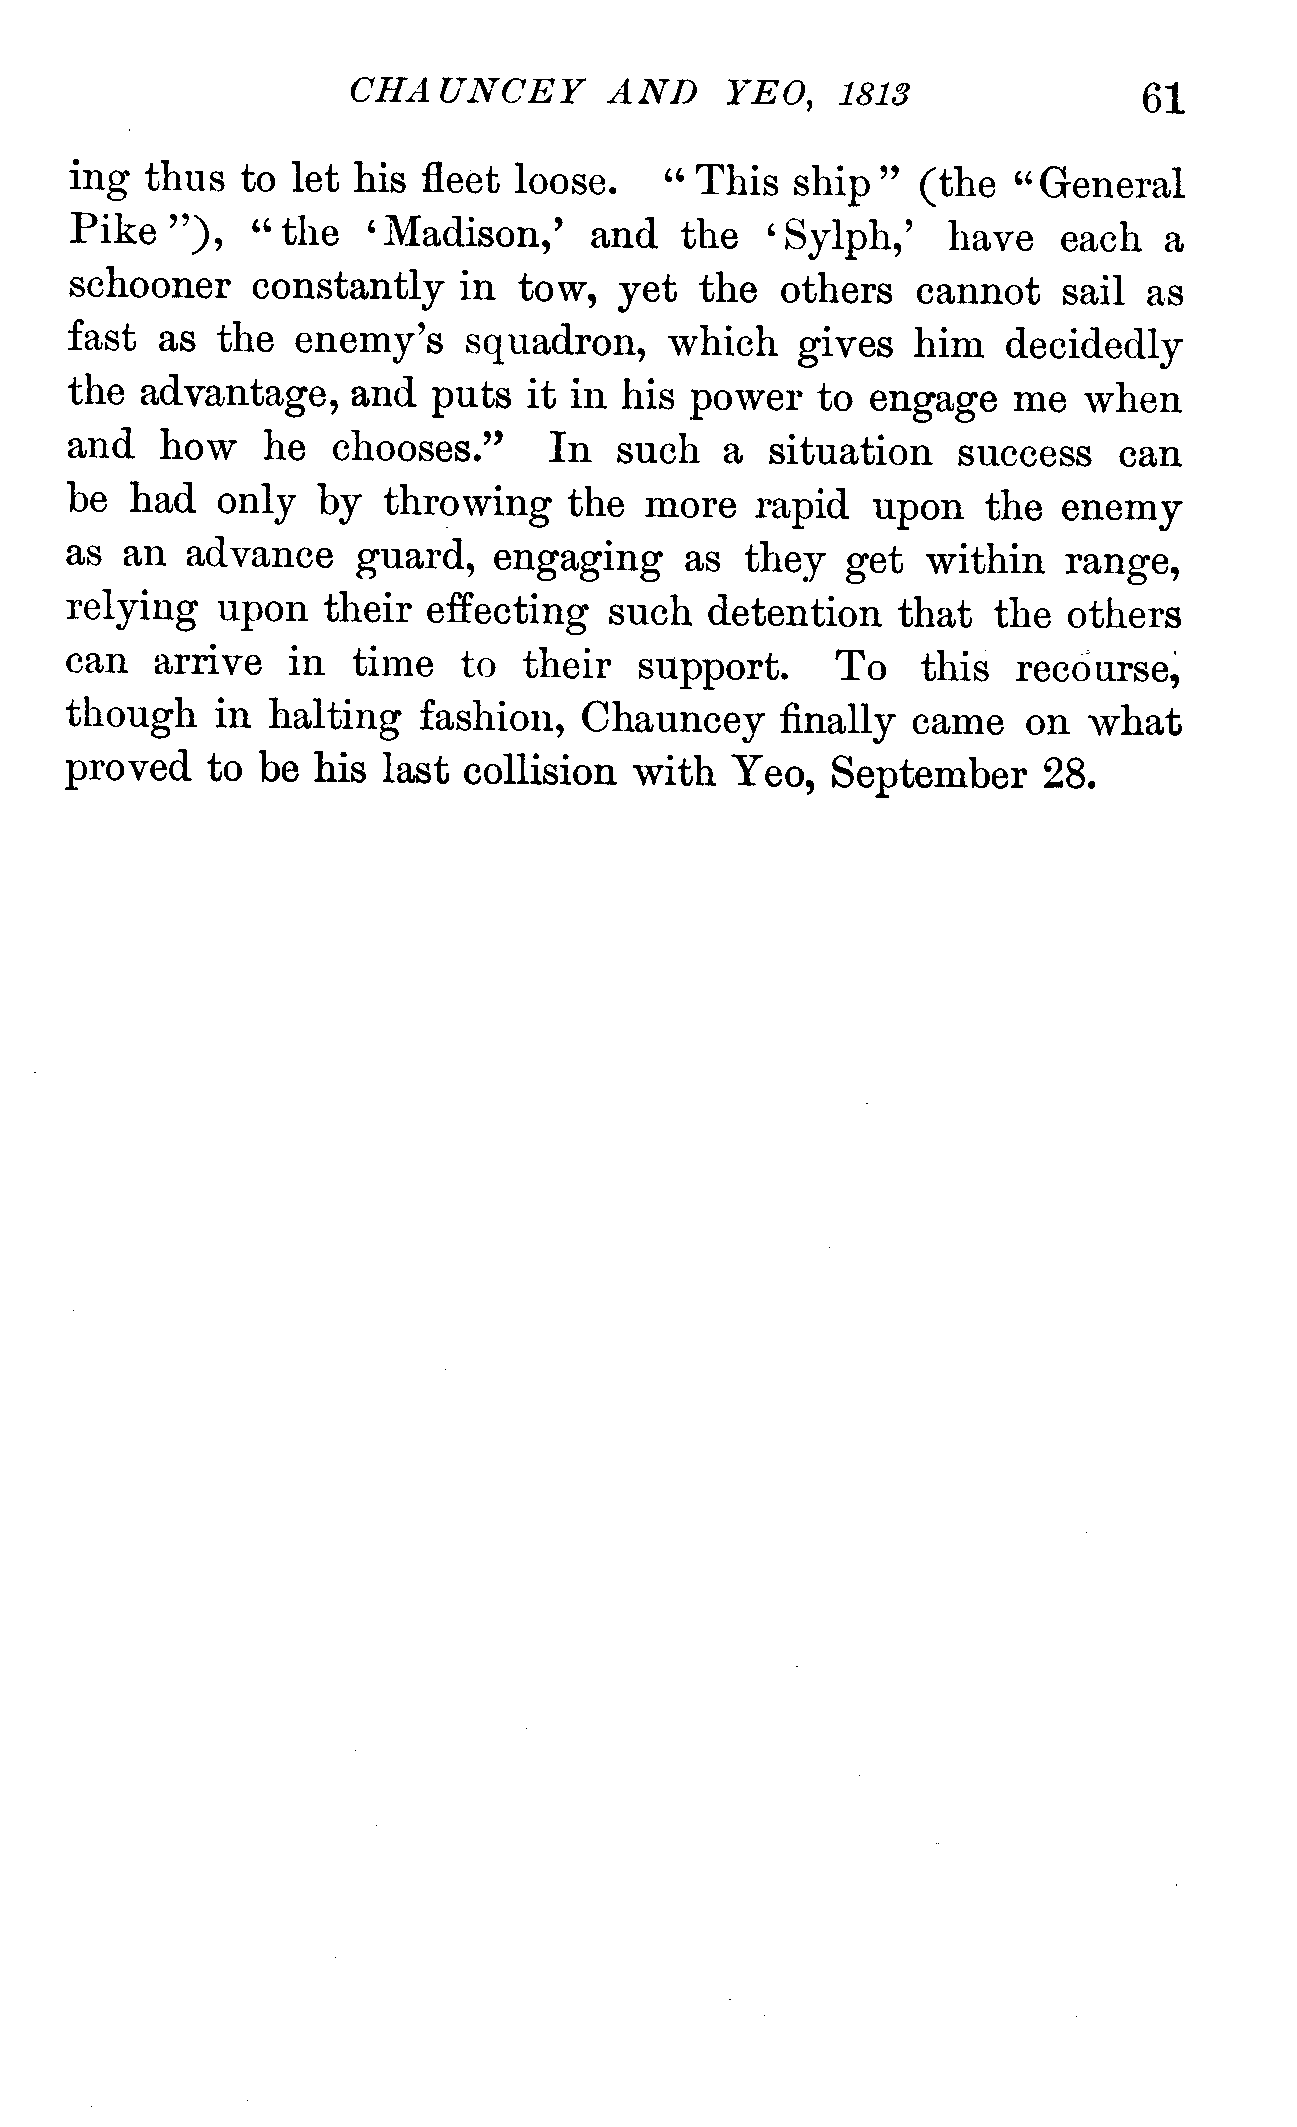 CHAUNCEY AND YEO, 1813 61
ing thus to let his fleet loose. "This ship" (the "General
Pike"), "the 'Madison,' and the 'Sylph,' have each a
schooner constantly in tow, yet the others cannot sail as
fast as the enemy's squadron, which gives him decidedly
the advantage, and puts it in his power to engage me when
and how he chooses." In such a situation success can
be had only by throwing the more rapid upon the enemy
as an advance guard, engaging as they get within range,
relying upon their effecting such detention that the others
can arrive in time to their support. To this recourse,
though in halting fashion, Chauncey finally came on what
proved to be his last collision with Yeo, September 28.